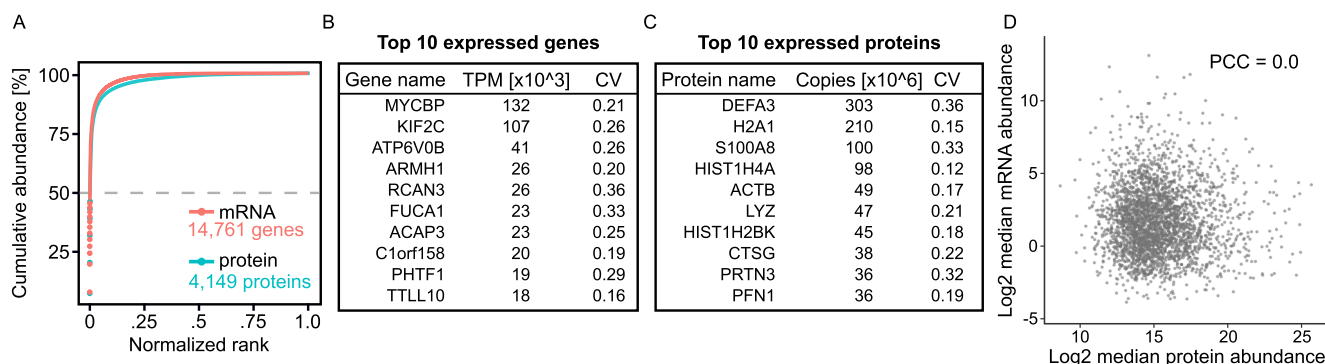 A
Cumulative abundance [%]
100
75
50
25
mRNA
14,761 genes
protein
4,149 proteins
0 .25 .5 .75 1.0
Normalized rank
B
Top 10 expressed genes
Gene name TPM [x10^3] CV
MYCBP 132 0.21
KIF2C 107 0.26
ATP6V0B 41 0.26
ARMH1 26 0.20
RCAN3 26 0.36
FUCA1 23 0.33
ACAP3 23 0.25
C1orf158 20 0.19
PHTF1 19 0.29
TTLL10 18 0.16
C
Top 10 expressed proteins
Protein name Copies [x10^6] CV
DEFA3 303 0.36
H2A1 210 0.15
S100A8 100 0.33
HIST1H4A 98 0.12
ACTB 49 0.17
LYZ 47 0.21
HIST1H2BK 45 0.18
CTSG 38 0.22
PRTN3 36 0.32
PFN1 36 0.19
D
Log2 median mRNA abundance
PCC = 0.0
10
5
0
-5
10 15 20 25
Log2 median protein abundance